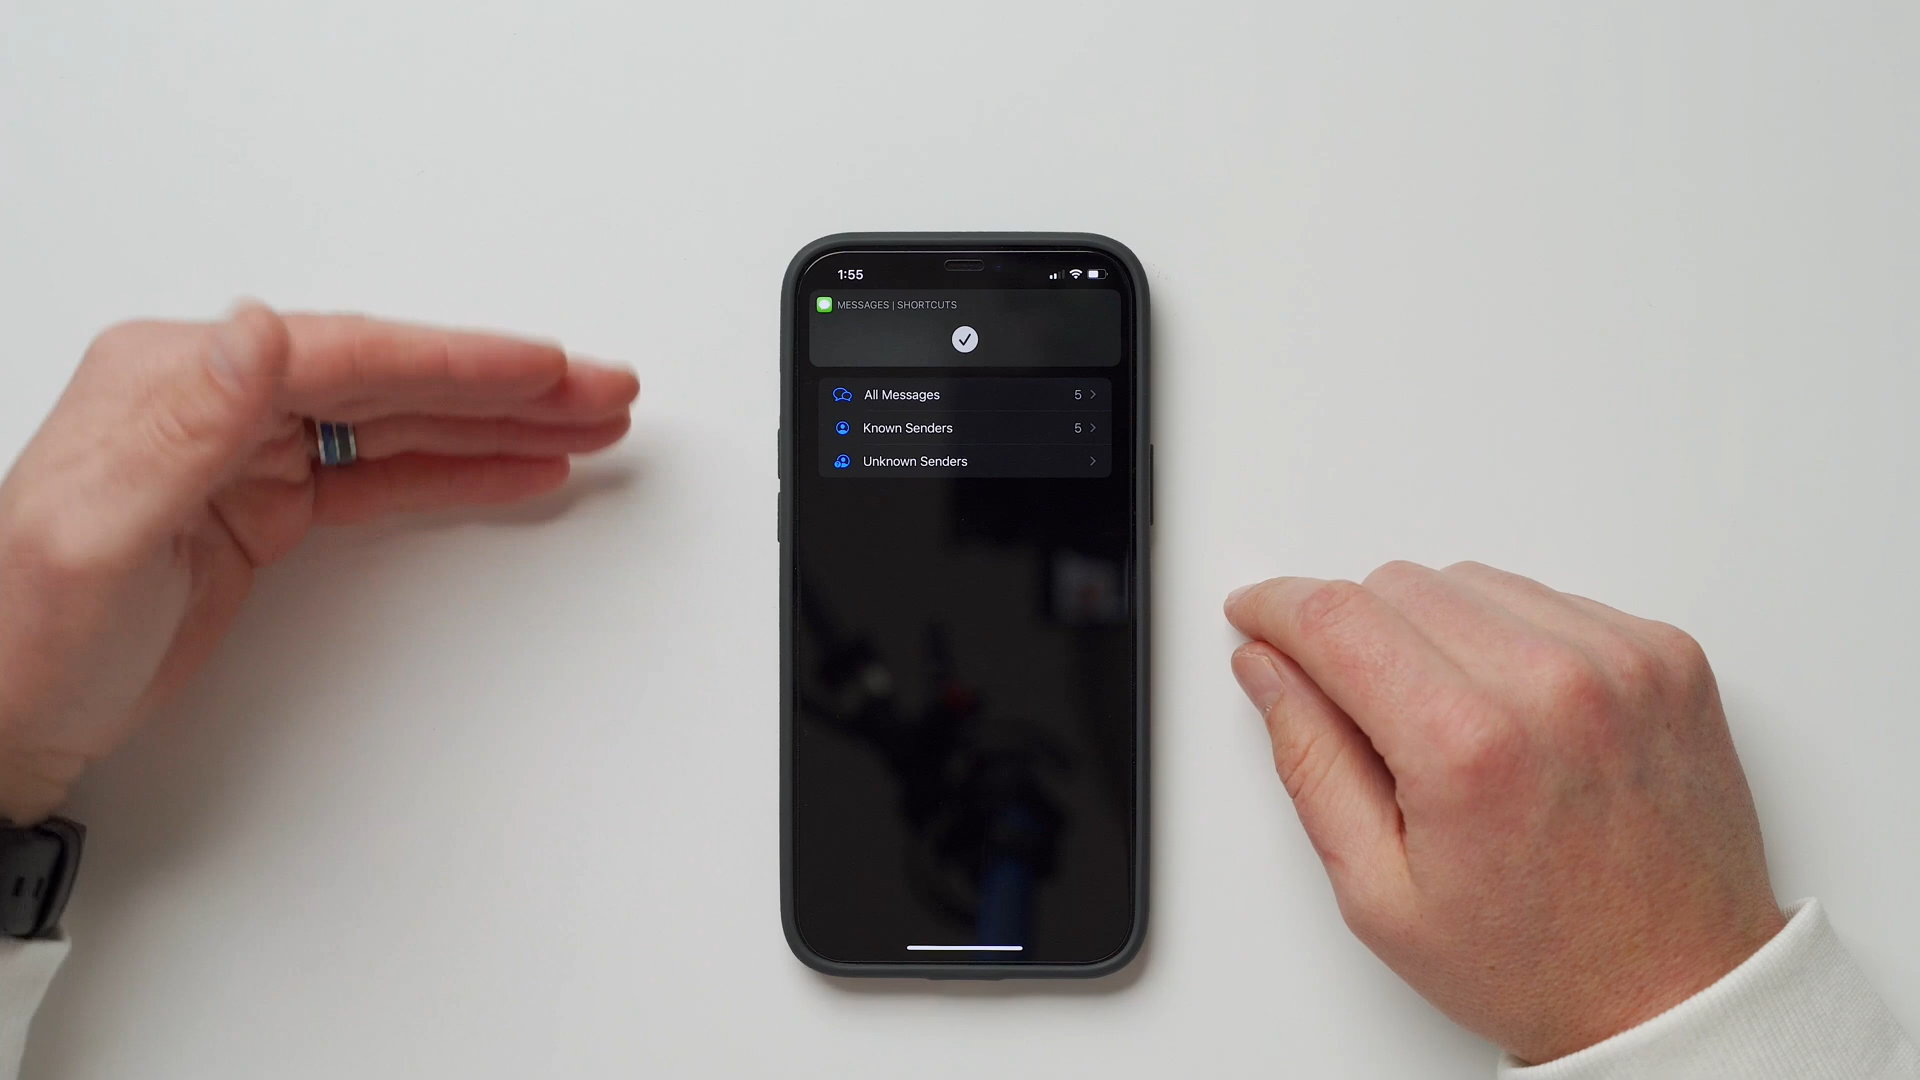 1:55
MESSAGES | SHORTCUTS
All Messages 5
Known Senders 5
Unknown Senders